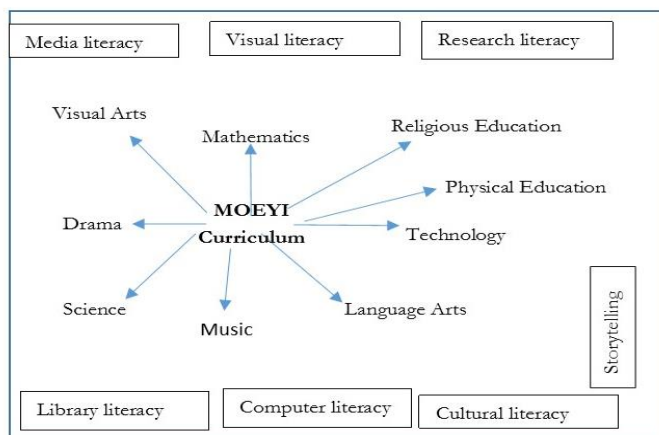 Media literacy
Visual literacy
Research literacy
Visual Arts
Mathematics
Religious Education
MOEYI
Curriculum
Physical Education
Drama
Technology
Science
Music
Language Arts
Storytelling
Library literacy
Computer literacy
Cultural literacy